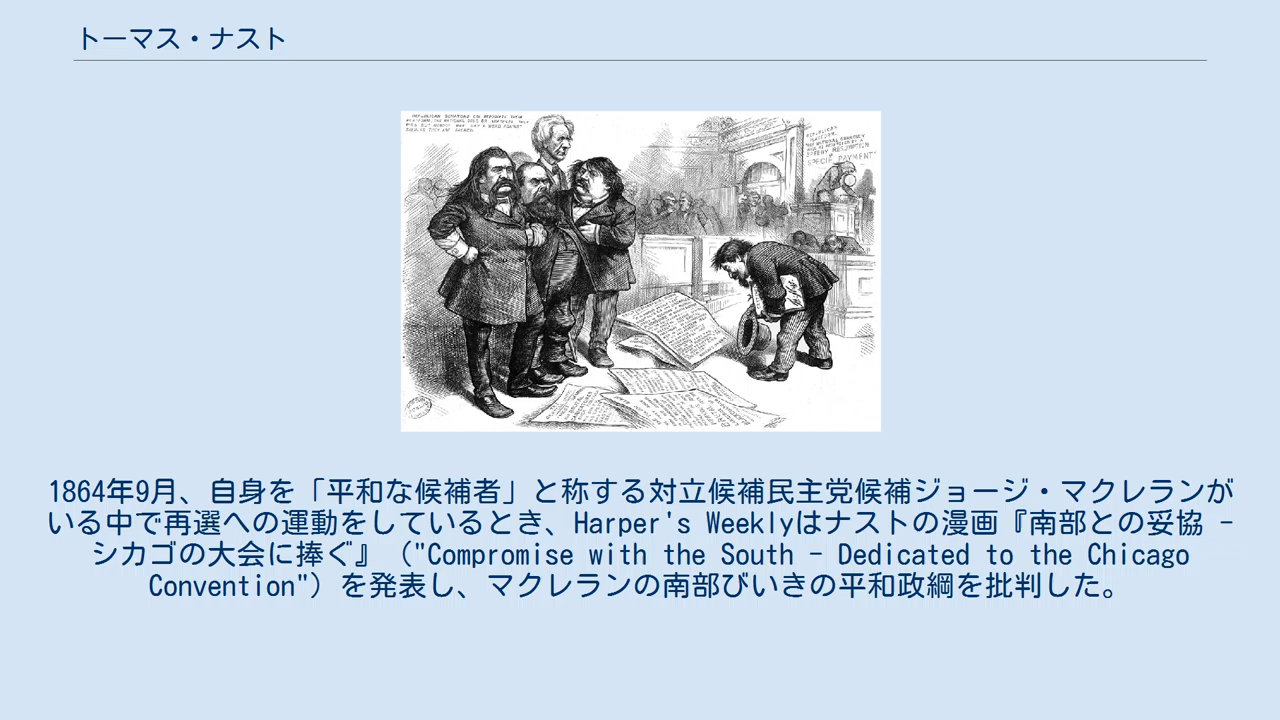 トーマス・ナスト
SPECIE PAYMENT"
1864年9月、自身を「平和な候補者」と称する対立候補民主党候補ジョージ・マクレランが
いる中で再選への運動をしているとき、Harper's Weeklyはナストの漫画『南部との妥協 -
シカゴの大会に捧ぐ』（"Compromise with the South - Dedicated to the Chicago
Convention"）を発表し、マクレランの南部びいきの平和政綱を批判した。